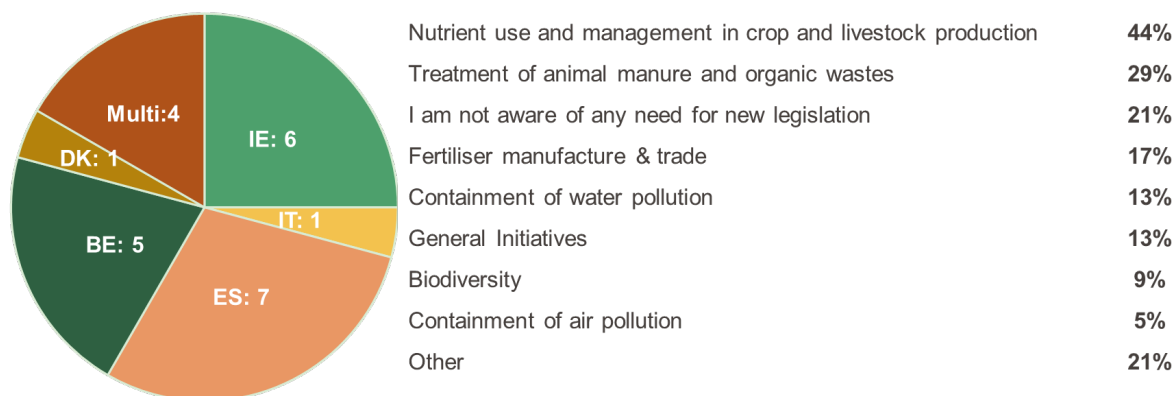 Multi:4
IE: 6
DK: 1
IT: 1
BE: 5
ES: 7
Nutrient use and management in crop and livestock production 44%
Treatment of animal manure and organic wastes 29%
I am not aware of any need for new legislation 21%
Fertiliser manufacture & trade 17%
Containment of water pollution 13%
General Initiatives 13%
Biodiversity 9%
Containment of air pollution 5%
Other 21%